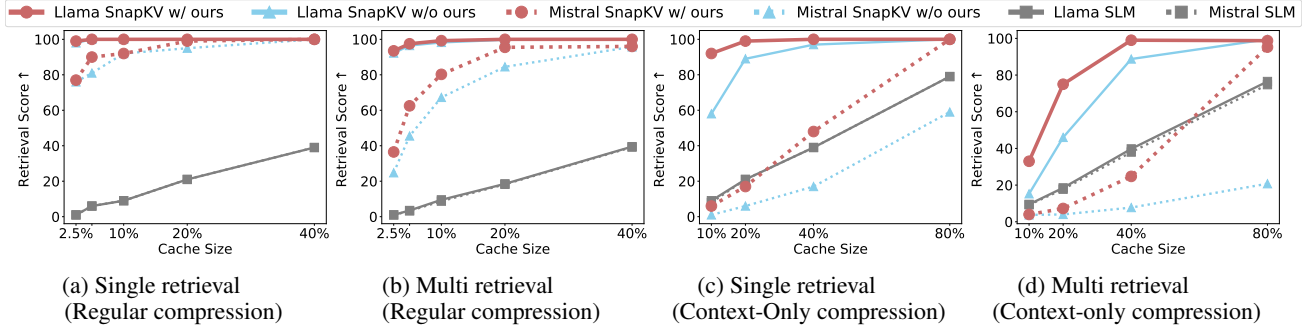 Llama SnapKV w/ ours Llama SnapKV w/o ours Mistral SnapKV w/ ours Mistral SnapKV w/o ours Llama SLM Mistral SLM
100
80
60
40
20
0
Retrieval Score ↑
2.5% 10% 20% 40%
Cache Size
(a) Single retrieval
(Regular compression)
100
80
60
40
20
0
Retrieval Score ↑
2.5% 10% 20% 40%
Cache Size
(b) Multi retrieval
(Regular compression)
100
80
60
40
20
0
Retrieval Score ↑
10% 20% 40% 80%
Cache Size
(c) Single retrieval
(Context-Only compression)
100
80
60
40
20
0
Retrieval Score ↑
10% 20% 40% 80%
Cache Size
(d) Multi retrieval
(Context-only compression)